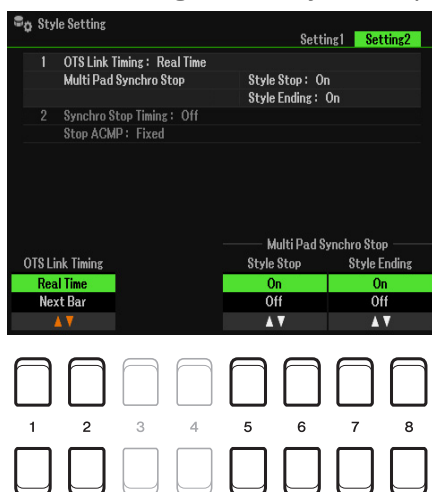 Style Setting
Setting1 Setting2
1 OTS Link Timing : Real Time
Multi Pad Synchro Stop Style Stop : On
Style Ending : On
2 Synchro Stop Timing : Off
Stop ACMP : Fixed
Multi Pad Synchro Stop
OTS Link Timing Style Stop Style Ending
Real Time On On
Next Bar Off Off
1 2 3 4 5 6 7 8